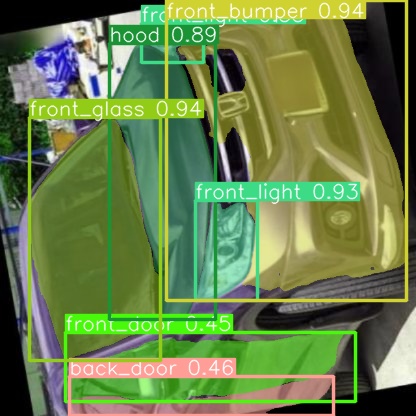 front_bumper 0.94
hood 0.89
front_glass 0.94
front_light 0.93
front_door 0.45
back_door 0.46